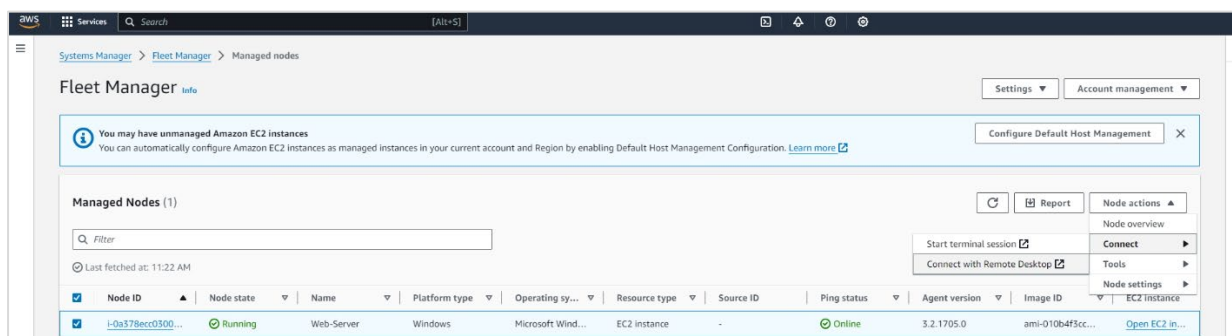 aws Services Search [Alt+S]
Systems Manager > Fleet Manager > Managed nodes
Fleet Manager Info
Settings ▼ Account management ▼
You may have unmanaged Amazon EC2 instances
You can automatically configure Amazon EC2 instances as managed instances in your current account and Region by enabling Default Host Management Configuration. Learn more
Configure Default Host Management
Managed Nodes (1)
Report Node actions ▲
Node overview
Filter
Start terminal session Connect
Last fetched at: 11:22 AM
Connect with Remote Desktop Tools
Node settings
Node ID Node state Name Platform type Operating sy... Resource type Source ID Ping status Agent version Image ID EC2 instance
i-0a378ecc0300... Running Web-Server Windows Microsoft Wind... EC2 instance - Online 3.2.1705.0 ami-010b4f3cc... Open EC2 in...